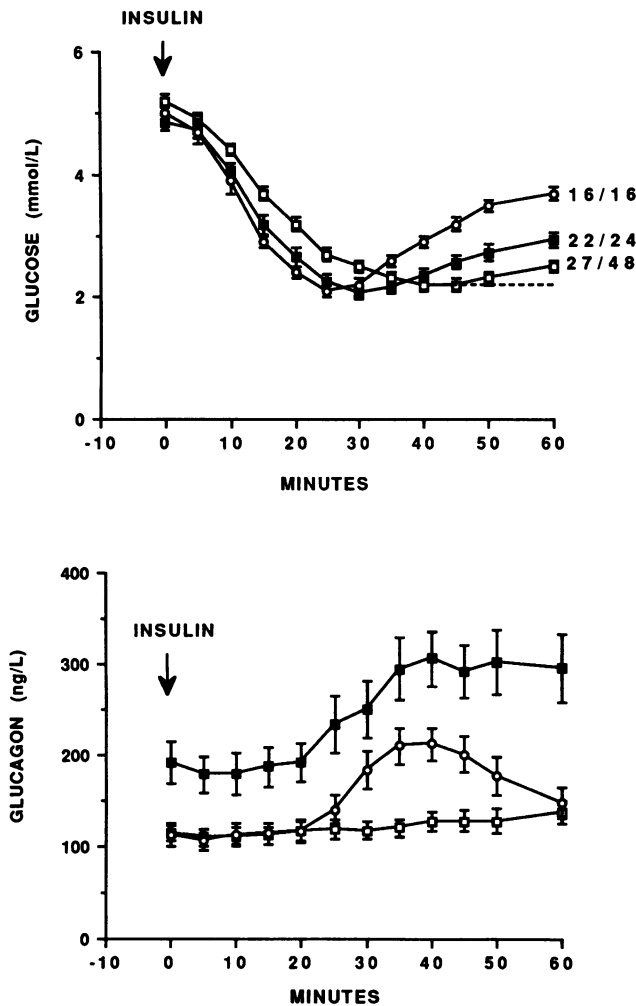 INSULIN
6
4
2
0
GLUCOSE (mmol/L)
16/16
22/24
27/48
-10 0 10 20 30 40 50 60
MINUTES
400
300
200
100
0
GLUCAGON (ng/L)
INSULIN
-10 0 10 20 30 40 50 60
MINUTES